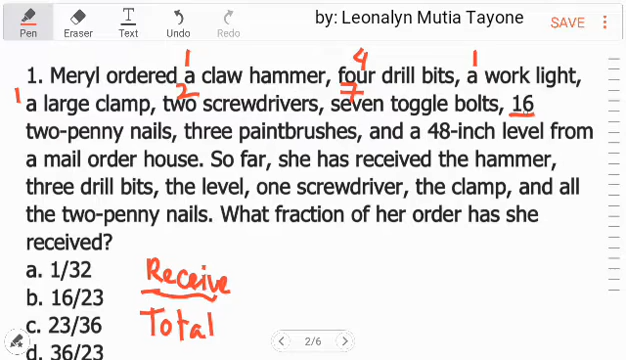 by: Leonalyn Mutia Tayone
SAVE
Pen Eraser Text Undo Redo
1 4 1
1. Meryl ordered a claw hammer, four drill bits, a work light,
1 a large clamp, two screwdrivers, seven toggle bolts, 16
2 7
two-penny nails, three paintbrushes, and a 48-inch level from
a mail order house. So far, she has received the hammer,
three drill bits, the level, one screwdriver, the clamp, and all
the two-penny nails. What fraction of her order has she
received?
a. 1/32
b. 16/23
c. 23/36
d. 36/23
Receive
Total
2/6